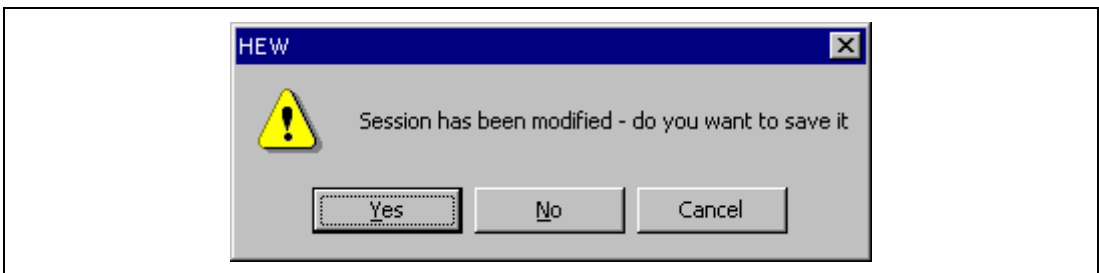 HEW
Session has been modified - do you want to save it
Yes No Cancel